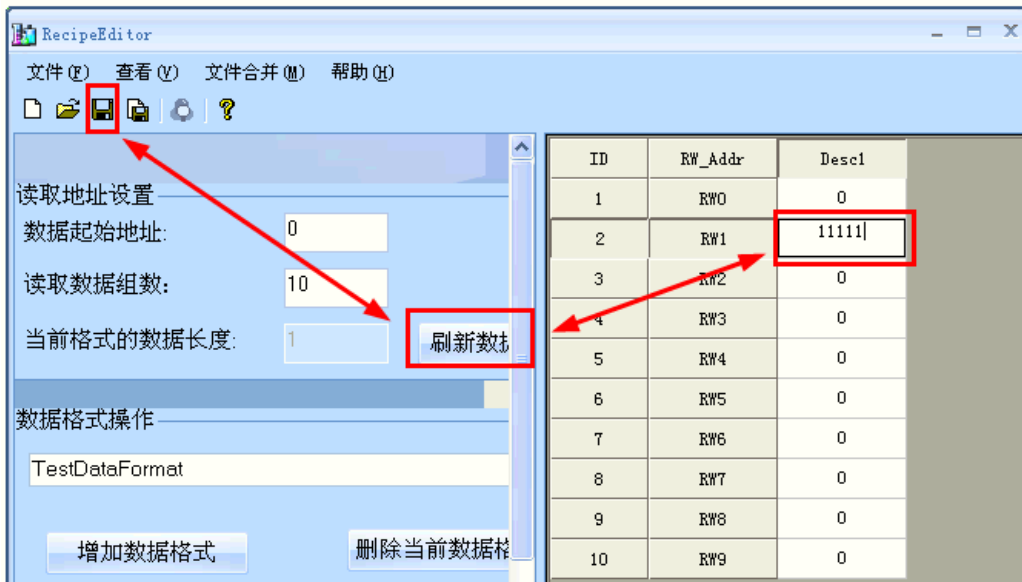 RecipeEditor
文件(F) 查看(V) 文件合并(M) 帮助(H)
读取地址设置
数据起始地址: 0
读取数据组数: 10
当前格式的数据长度: 1 刷新数据
数据格式操作
TestDataFormat
增加数据格式 删除当前数据格
ID RW_Addr Desc1
1 RW0 0
2 RW1 11111
3 RW2 0
4 RW3 0
5 RW4 0
6 RW5 0
7 RW6 0
8 RW7 0
9 RW8 0
10 RW9 0